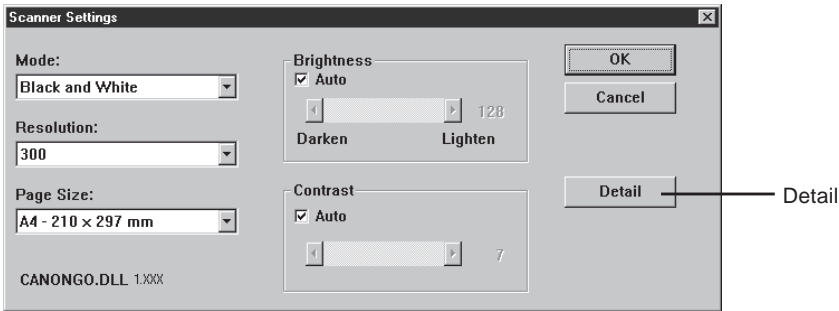 Scanner Settings
Mode:
Black and White
Resolution:
300
Page Size:
A4 - 210 x 297 mm
CANONGO.DLL 1.XXX
Brightness
Auto
128
Darken Lighten
Contrast
Auto
7
OK
Cancel
Detail
Detail